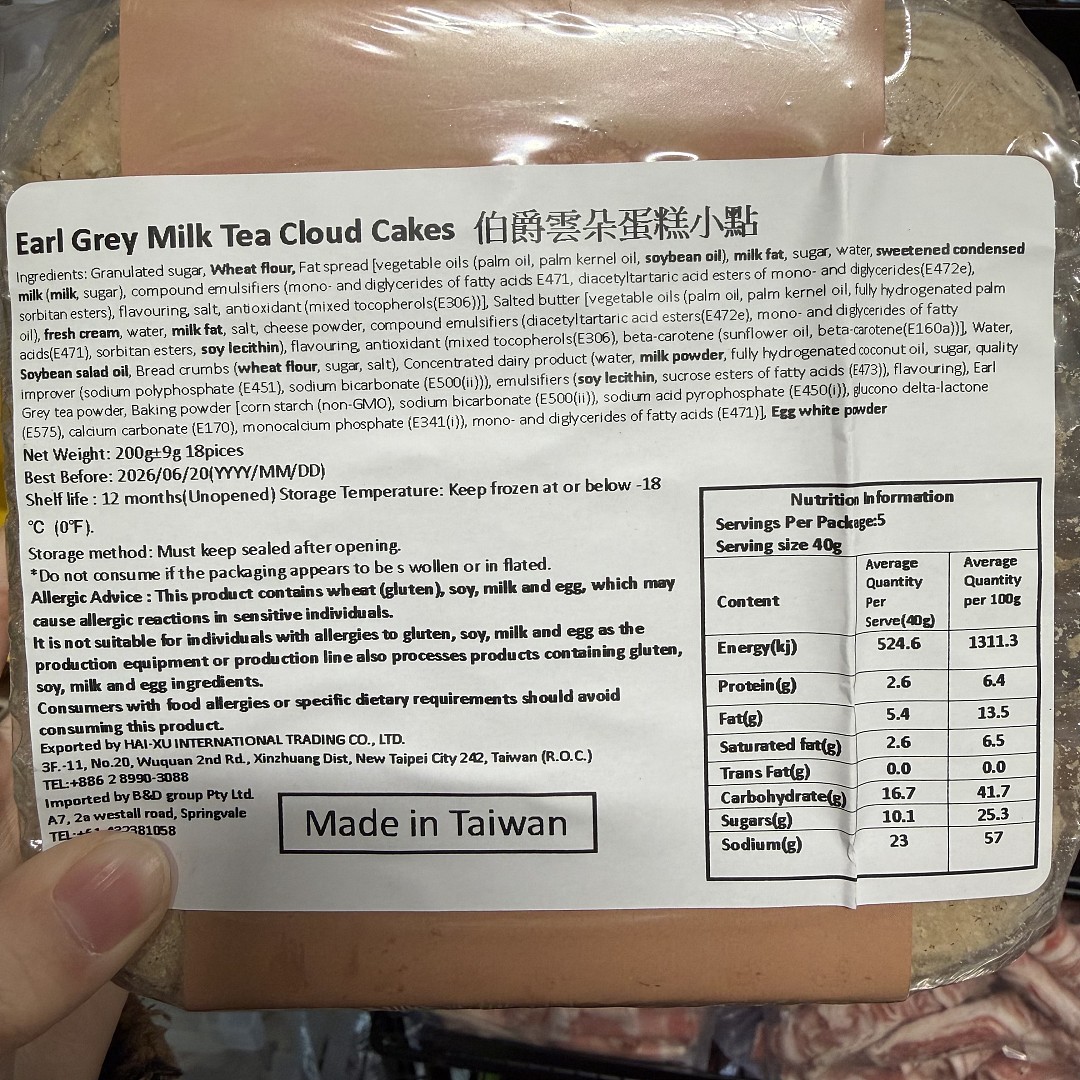 Earl Grey Milk Tea Cloud Cakes 伯爵雲朵蛋糕小點
Ingredients: Granulated sugar, Wheat flour, Fat spread [vegetable oils (palm oil, palm kernel oil, soybean oil), milk fat, sugar, water, sweetened condensed
milk (milk, sugar), compound emulsifiers (mono- and diglycerides of fatty acids E471, diacetyltartaric acid esters of mono- and diglycerides(E472e),
sorbitan esters), flavouring, salt, antioxidant (mixed tocopherols(E306))], Salted butter [vegetable oils (palm oil, palm kernel oil, fully hydrogenated palm
oil), fresh cream, water, milk fat, salt, cheese powder, compound emulsifiers (diacetyltartaric acid esters(E472e), mono- and diglycerides of fatty
acids(E471), sorbitan esters, soy lecithin), flavouring, antioxidant (mixed tocopherols(E306), beta-carotene (sunflower oil, beta-carotene(E160a))], Water,
Soybean salad oil, Bread crumbs (wheat flour, sugar, salt), Concentrated dairy product (water, milk powder, fully hydrogenated coconut oil, sugar, quality
improver (sodium polyphosphate (E451), sodium bicarbonate (E500(ii))), emulsifiers (soy lecithin, sucrose esters of fatty acids (E473)), flavouring), Earl
Grey tea powder, Baking powder [corn starch (non-GMO), sodium bicarbonate (E500(ii)), sodium acid pyrophosphate (E450(i)), glucono delta-lactone
(E575), calcium carbonate (E170), monocalcium phosphate (E341(i)), mono- and diglycerides of fatty acids (E471)], Egg white powder
Net Weight: 200g±9g 18pices
Best Before: 2026/06/20(YYYY/MM/DD)
Shelf life : 12 months(Unopened) Storage Temperature: Keep frozen at or below -18
℃ (0℉).
Storage method: Must keep sealed after opening.
*Do not consume if the packaging appears to be s wollen or in flated.
Allergic Advice : This product contains wheat (gluten), soy, milk and egg, which may
cause allergic reactions in sensitive individuals.
It is not suitable for individuals with allergies to gluten, soy, milk and egg as the
production equipment or production line also processes products containing gluten,
soy, milk and egg ingredients.
Consumers with food allergies or specific dietary requirements should avoid
consuming this product.
Exported by HAI-XU INTERNATIONAL TRADING CO., LTD.
3F.-11, No.20, Wuquan 2nd Rd., Xinzhuang Dist, New Taipei City 242, Taiwan (R.O.C.)
TEL:+886 2 8990-3088
Imported by B&D group Pty Ltd
A7, 2a westall road, Springvale
TEL:
Made in Taiwan
Nutrition Information
Servings Per Package:5
Serving size 40g
Content Average Quantity Per Serve(40g) Average Quantity per 100g
Energy(kj) 524.6 1311.3
Protein(g) 2.6 6.4
Fat(g) 5.4 13.5
Saturated fat(g) 2.6 6.5
Trans Fat(g) 0.0 0.0
Carbohydrate(g) 16.7 41.7
Sugars(g) 10.1 25.3
Sodium(g) 23 57